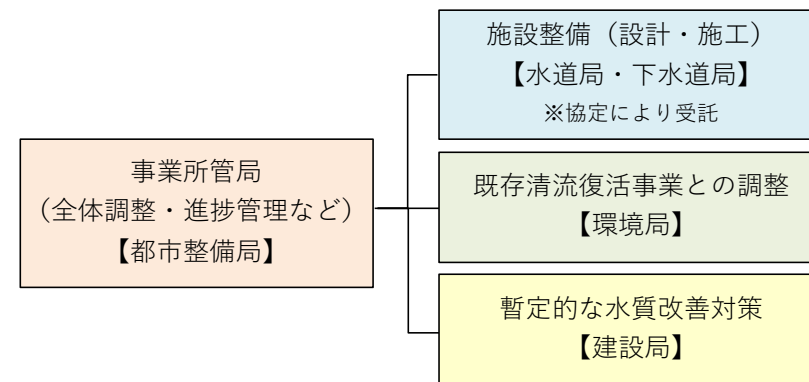 事業所管局
（全体調整・進捗管理など）
【都市整備局】
施設整備（設計・施工）
【水道局・下水道局】
※協定により受託
既存清流復活事業との調整
【環境局】
暫定的な水質改善対策
【建設局】